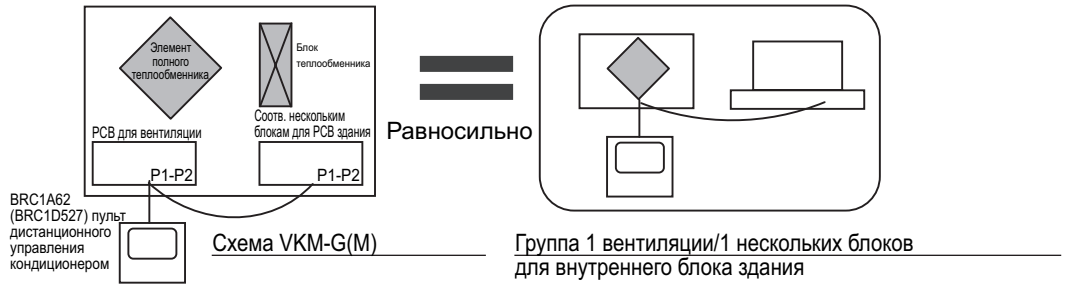 Элемент
полного
теплообменника
Блок
теплообменника
PCB для вентиляции
Соотв. нескольким
блокам для PCB здания
P1-P2
P1-P2
BRC1A62
(BRC1D527) пульт
дистанционного
управления
кондиционером
Схема VKM-G(M)
Равносильно
Группа 1 вентиляции/1 нескольких блоков
для внутреннего блока здания